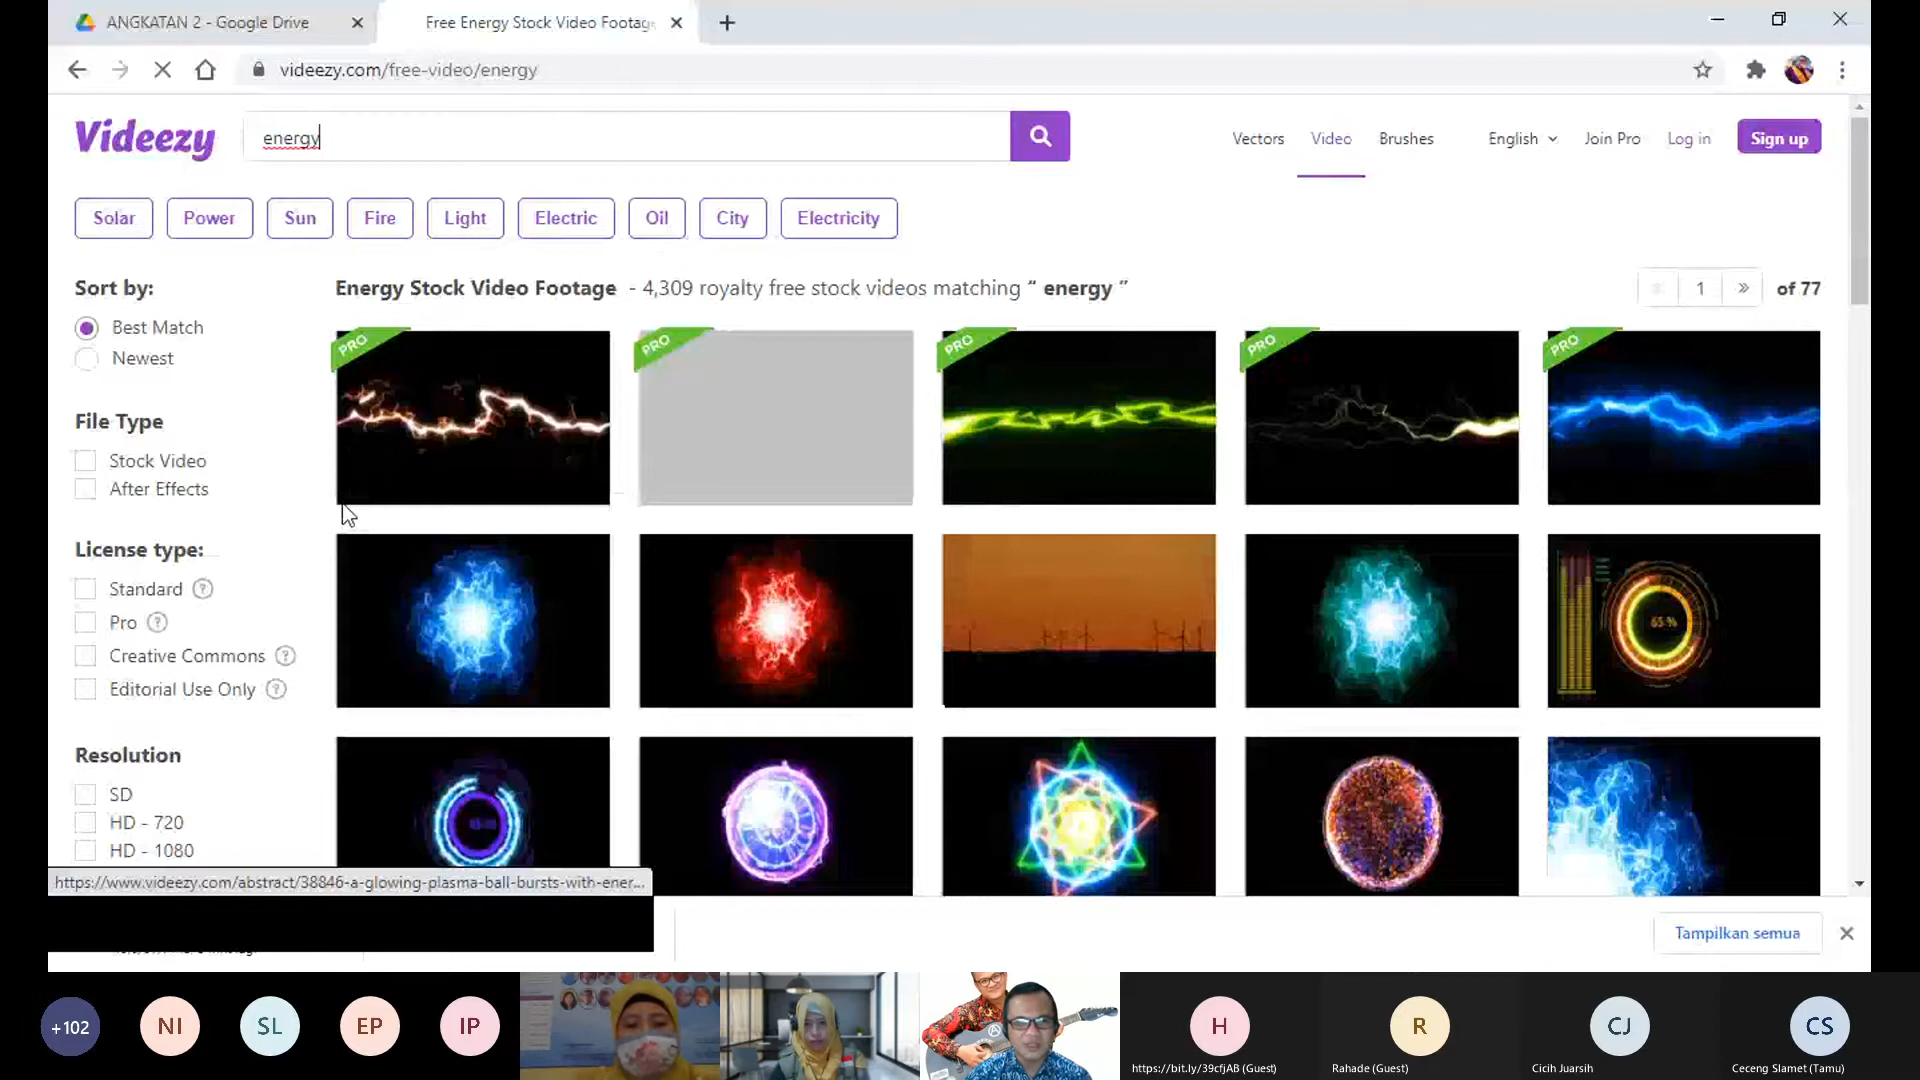 ANGKATAN 2 - Google Drive
Free Energy Stock Video Footag
videezy.com/free-video/energy
Videezy
energy
Vectors
Video
Brushes
English
Join Pro
Log in
Sign up
Solar
Power
Sun
Fire
Light
Electric
Oil
City
Electricity
Sort by:
Best Match
Newest
Energy Stock Video Footage - 4,309 royalty free stock videos matching “ energy ”
1
of 77
PRO
PRO
PRO
PRO
PRO
File Type
Stock Video
After Effects
License type:
Standard ?
Pro ?
Creative Commons ?
Editorial Use Only ?
65 %
Resolution
SD
HD - 720
HD - 1080
https://www.videezy.com/abstract/38846-a-glowing-plasma-ball-bursts-with-ener...
Tampilkan semua
+102
NI
SL
EP
IP
H
R
CJ
CS
https://bit.ly/39cfjAB (Guest)
Rahade (Guest)
Cicih Juarsih
Ceceng Slamet (Tamu)